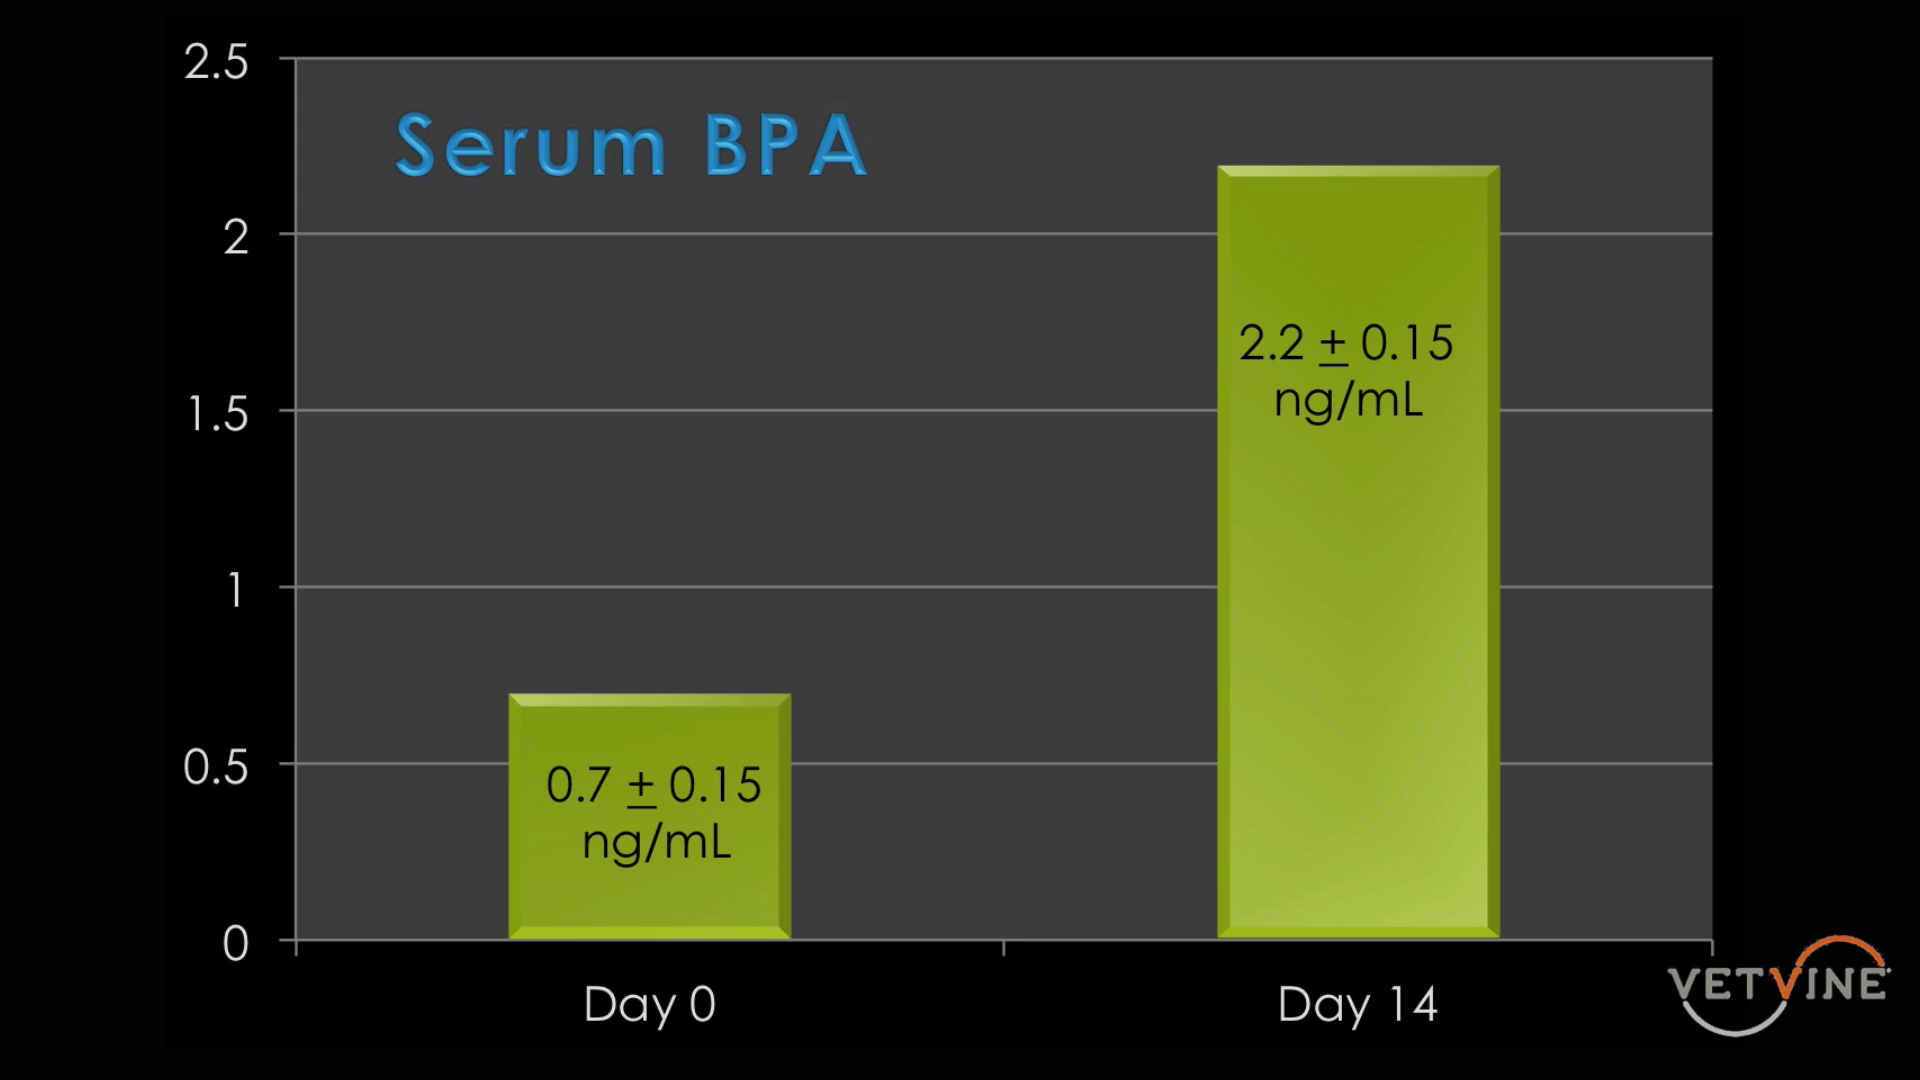 2.5
Serum BPA
2
2.2 ± 0.15
ng/mL
1.5
1
0.5
0.7 ± 0.15
ng/mL
0
Day 0
Day 14
VETVINE